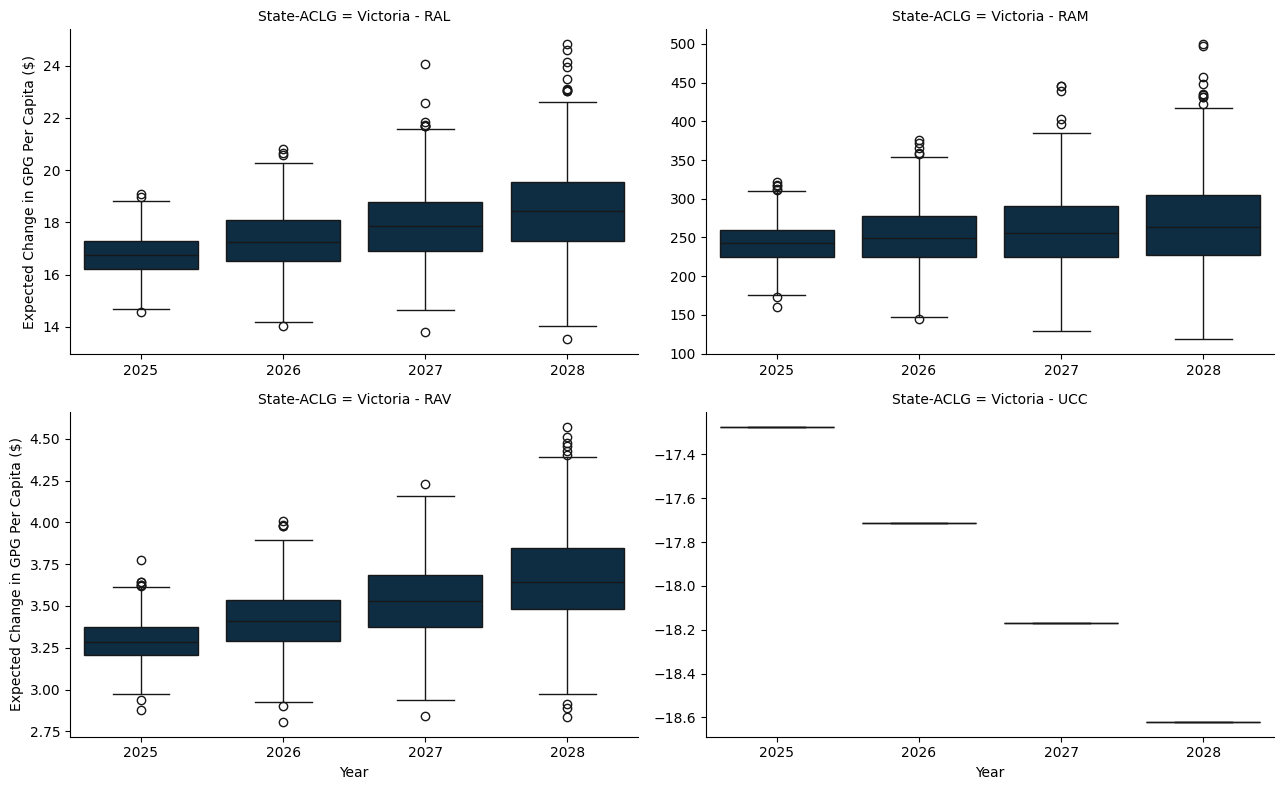 State-ACLG = Victoria - RAL
Expected Change in GPG Per Capita ($)
24
22
20
18
16
14
2025 2026 2027 2028
State-ACLG = Victoria - RAM
500
450
400
350
300
250
200
150
100
2025 2026 2027 2028
State-ACLG = Victoria - RAV
Expected Change in GPG Per Capita ($)
4.50
4.25
4.00
3.75
3.50
3.25
3.00
2.75
2025 2026 2027 2028
Year
State-ACLG = Victoria - UCC
−17.4
−17.6
−17.8
−18.0
−18.2
−18.4
−18.6
2025 2026 2027 2028
Year